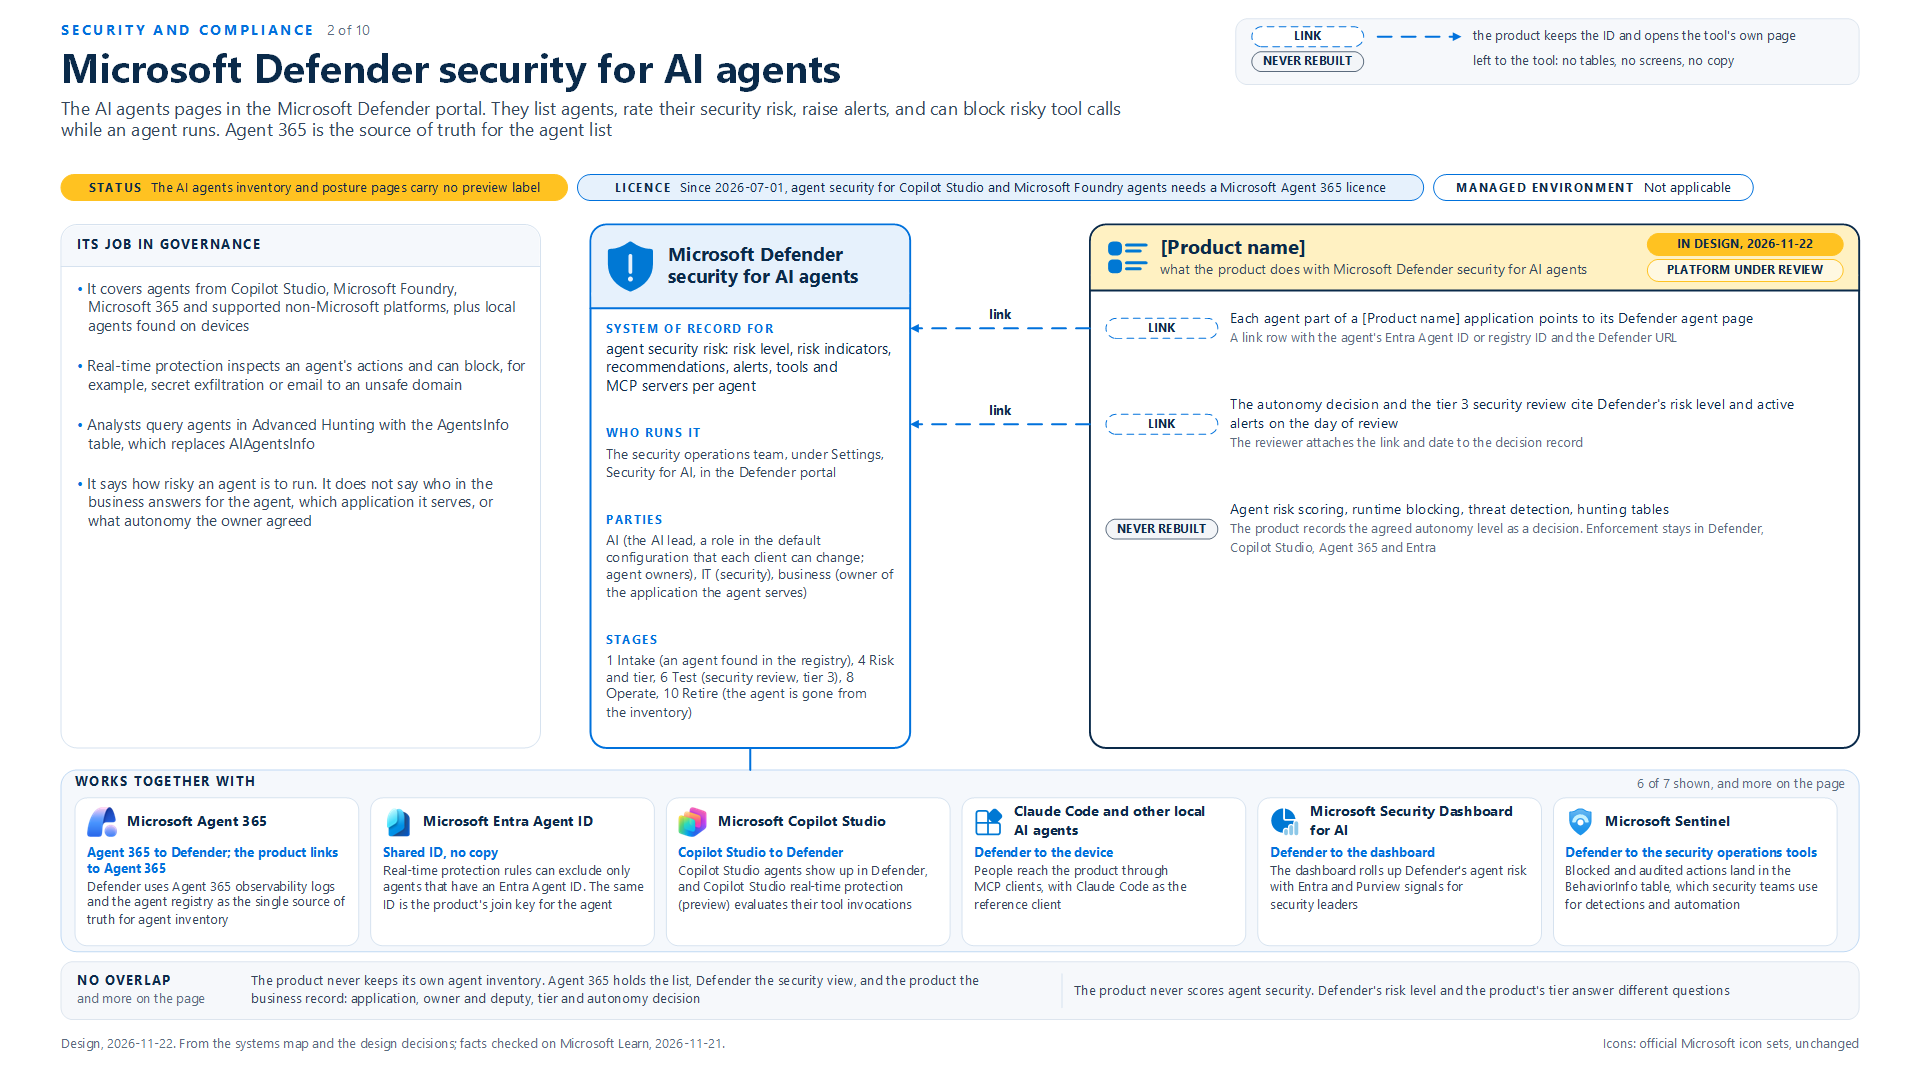 SECURITY AND COMPLIANCE 2 of 10
Microsoft Defender security for AI agents
The AI agents pages in the Microsoft Defender portal. They list agents, rate their security risk, raise alerts, and can block risky tool calls
while an agent runs. Agent 365 is the source of truth for the agent list
LINK the product keeps the ID and opens the tool's own page
NEVER REBUILT left to the tool: no tables, no screens, no copy
STATUS The AI agents inventory and posture pages carry no preview label
LICENCE Since 2026-07-01, agent security for Copilot Studio and Microsoft Foundry agents needs a Microsoft Agent 365 licence
MANAGED ENVIRONMENT Not applicable
ITS JOB IN GOVERNANCE
• It covers agents from Copilot Studio, Microsoft Foundry,
Microsoft 365 and supported non-Microsoft platforms, plus local
agents found on devices
• Real-time protection inspects an agent's actions and can block, for
example, secret exfiltration or email to an unsafe domain
• Analysts query agents in Advanced Hunting with the AgentsInfo
table, which replaces AIAgentsInfo
• It says how risky an agent is to run. It does not say who in the
business answers for the agent, which application it serves, or
what autonomy the owner agreed
Microsoft Defender
security for AI agents
SYSTEM OF RECORD FOR
agent security risk: risk level, risk indicators,
recommendations, alerts, tools and
MCP servers per agent
WHO RUNS IT
The security operations team, under Settings,
Security for AI, in the Defender portal
PARTIES
AI (the AI lead, a role in the default
configuration that each client can change;
agent owners), IT (security), business (owner of
the application the agent serves)
STAGES
1 Intake (an agent found in the registry), 4 Risk
and tier, 6 Test (security review, tier 3), 8
Operate, 10 Retire (the agent is gone from
the inventory)
link
link
[Product name]
what the product does with Microsoft Defender security for AI agents
IN DESIGN, 2026-11-22
PLATFORM UNDER REVIEW
LINK
Each agent part of a [Product name] application points to its Defender agent page
A link row with the agent's Entra Agent ID or registry ID and the Defender URL
LINK
The autonomy decision and the tier 3 security review cite Defender's risk level and active
alerts on the day of review
The reviewer attaches the link and date to the decision record
NEVER REBUILT
Agent risk scoring, runtime blocking, threat detection, hunting tables
The product records the agreed autonomy level as a decision. Enforcement stays in Defender,
Copilot Studio, Agent 365 and Entra
WORKS TOGETHER WITH
6 of 7 shown, and more on the page
Microsoft Agent 365
Agent 365 to Defender; the product links
to Agent 365
Defender uses Agent 365 observability logs
and the agent registry as the single source of
truth for agent inventory
Microsoft Entra Agent ID
Shared ID, no copy
Real-time protection rules can exclude only
agents that have an Entra Agent ID. The same
ID is the product's join key for the agent
Microsoft Copilot Studio
Copilot Studio to Defender
Copilot Studio agents show up in Defender,
and Copilot Studio real-time protection
(preview) evaluates their tool invocations
Claude Code and other local
AI agents
Defender to the device
People reach the product through
MCP clients, with Claude Code as the
reference client
Microsoft Security Dashboard
for AI
Defender to the dashboard
The dashboard rolls up Defender's agent risk
with Entra and Purview signals for
security leaders
Microsoft Sentinel
Defender to the security operations tools
Blocked and audited actions land in the
BehaviorInfo table, which security teams use
for detections and automation
NO OVERLAP
and more on the page
The product never keeps its own agent inventory. Agent 365 holds the list, Defender the security view, and the product the
business record: application, owner and deputy, tier and autonomy decision
The product never scores agent security. Defender's risk level and the product's tier answer different questions
Design, 2026-11-22. From the systems map and the design decisions; facts checked on Microsoft Learn, 2026-11-21.
Icons: official Microsoft icon sets, unchanged